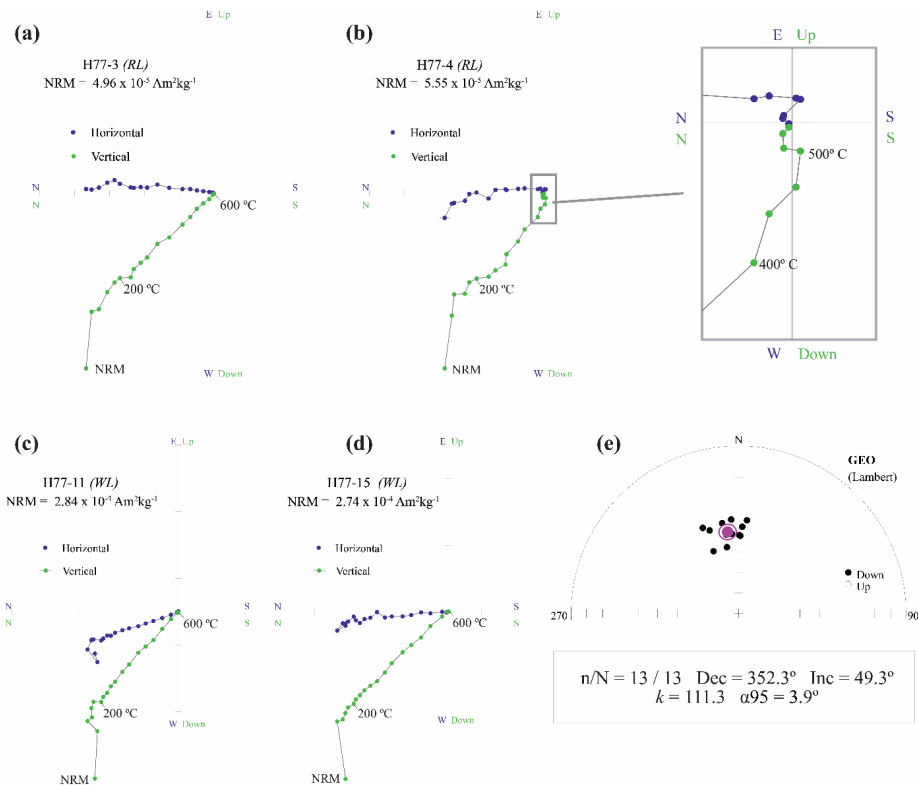 E Up
(a)
H77-3 (RL)
NRM = 4.96 x 10⁻⁵ Am²kg⁻¹
Horizontal
Vertical
N
N
S
S
600 ºC
200 ºC
NRM
W Down
E Up
(b)
H77-4 (RL)
NRM = 5.55 x 10⁻⁵ Am²kg⁻¹
Horizontal
Vertical
N
N
S
S
200 ºC
NRM
W Down
E Up
N
N
S
S
500º C
400º C
W Down
(c)
E Up
H77-11 (WL)
NRM = 2.84 x 10⁻⁴ Am²kg⁻¹
Horizontal
Vertical
N
N
S
S
600 ºC
200 ºC
W Down
NRM
(d)
E Up
H77-15 (WL)
NRM = 2.74 x 10⁻⁴ Am²kg⁻¹
Horizontal
Vertical
N
N
S
S
600 ºC
200 ºC
W Down
NRM
(e)
N
GEO
(Lambert)
Down
Up
270
90
n/N = 13 / 13 Dec = 352.3º Inc = 49.3º
k = 111.3 α95 = 3.9º